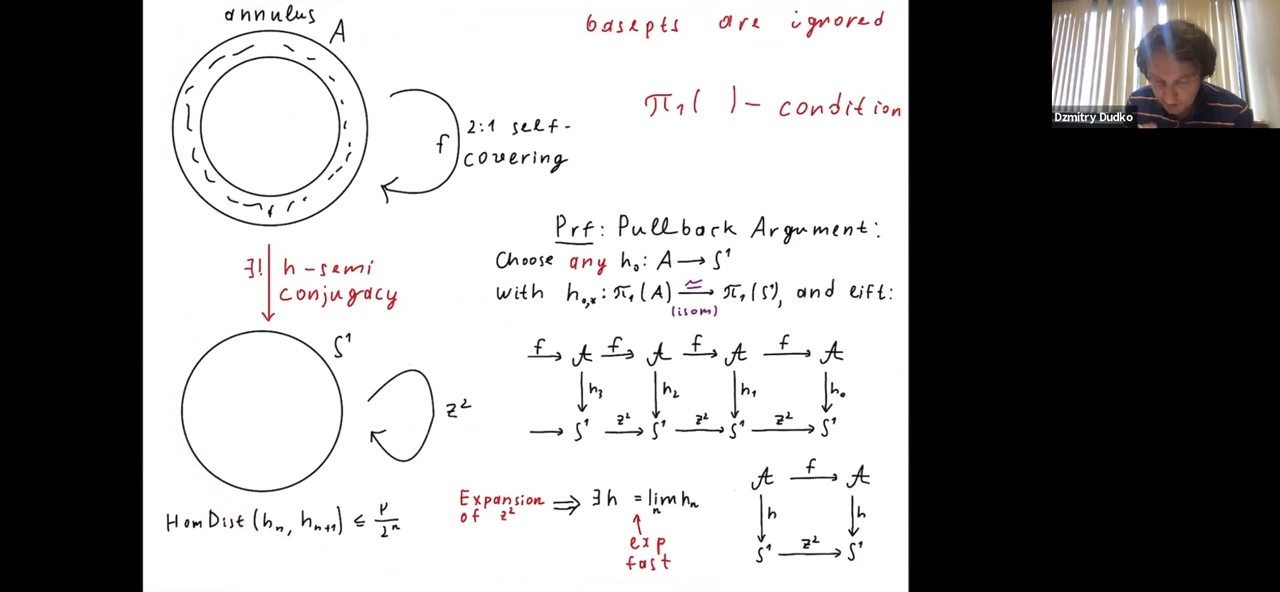 annulus
A
basepts are ignored
π₁( ) - condition
f
2:1 self-
covering
∃! h-semi
conjugacy
S¹
z²
HomDist(hₙ, hₙ₊₁) ≤ μ/2ⁿ
Prf: Pullback Argument:
Choose any h₀: A → S¹
with h₀,*: π₁(A) ≅→ π₁(S¹), and lift:
(isom)
f→ A f→ A f→ A f→ A
↓h₃ ↓h₂ ↓h₁ ↓h₀
→ S¹ z²→ S¹ z²→ S¹ z²→ S¹
Expansion
of z²
⇒ ∃ h = lim hₙ
n
↑
exp
fast
A f→ A
↓h ↓h
S¹ z²→ S¹
Dzmitry Dudko